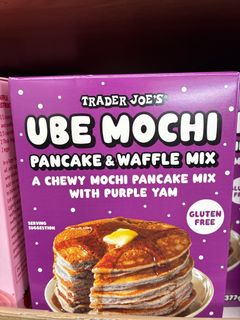 TRADER JOE'S
UBE MOCHI
PANCAKE & WAFFLE MIX
A CHEWY MOCHI PANCAKE MIX
WITH PURPLE YAM
SERVING
SUGGESTION
GLUTEN
FREE